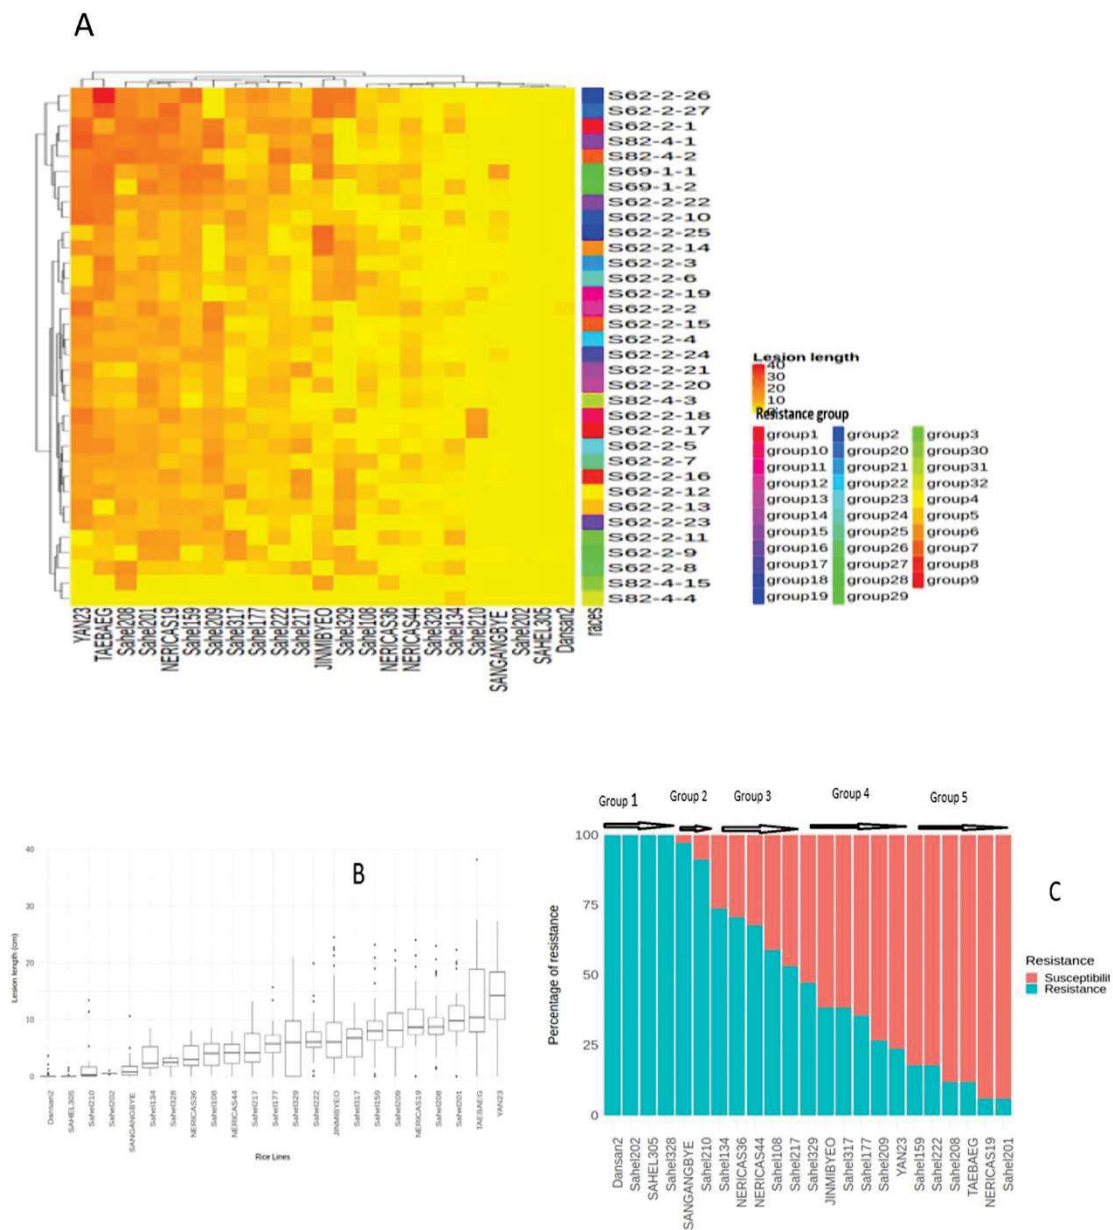 A
S62-2-26
S62-2-27
S62-2-1
S82-4-1
S82-4-2
S69-1-1
S69-1-2
S62-2-22
S62-2-10
S62-2-25
S62-2-14
S62-2-3
S62-2-6
S62-2-19
S62-2-2
S62-2-15
S62-2-4
S62-2-24
S62-2-21
S62-2-20
S82-4-3
S62-2-18
S62-2-17
S62-2-5
S62-2-7
S62-2-16
S62-2-12
S62-2-13
S62-2-23
S62-2-11
S62-2-9
S62-2-8
S82-4-15
S82-4-4
YAN23
TAEBAEG
Sahel208
Sahel201
NERICAS19
Sahel159
Sahel209
Sahel317
Sahel177
Sahel222
Sahel217
JINMIBYEO
Sahel329
Sahel108
NERICAS36
NERICAS44
Sahel328
Sahel134
Sahel210
SANGANGBYE
Sahel202
SAHEL305
Dansan2
races
Lesion length
40
30
20
10
Resistance group
group1 group2 group3
group10 group20 group30
group11 group21 group31
group12 group22 group32
group13 group23 group4
group14 group24 group5
group15 group25 group6
group16 group26 group7
group17 group27 group8
group18 group28 group9
group19 group29
B
Lesion length (cm)
40
30
20
10
0
Dansan2
SAHEL305
Sahel210
Sahel202
SANGANGBYE
Sahel134
Sahel328
NERICAS36
Sahel108
NERICAS44
Sahel217
Sahel177
Sahel329
Sahel222
JINMIBYEO
Sahel317
Sahel159
Sahel209
NERICAS19
Sahel208
Sahel201
TAEBAEG
YAN23
Rice Lines
Group 1 Group 2 Group 3 Group 4 Group 5
C
Percentage of resistance
100
75
50
25
0
Dansan2
Sahel202
SAHEL305
Sahel328
SANGANGBYE
Sahel210
Sahel134
NERICAS36
NERICAS44
Sahel108
Sahel217
Sahel329
JINMIBYEO
Sahel317
Sahel177
Sahel209
YAN23
Sahel159
Sahel222
Sahel208
TAEBAEG
NERICAS19
Sahel201
Resistance
Susceptibili
Resistance